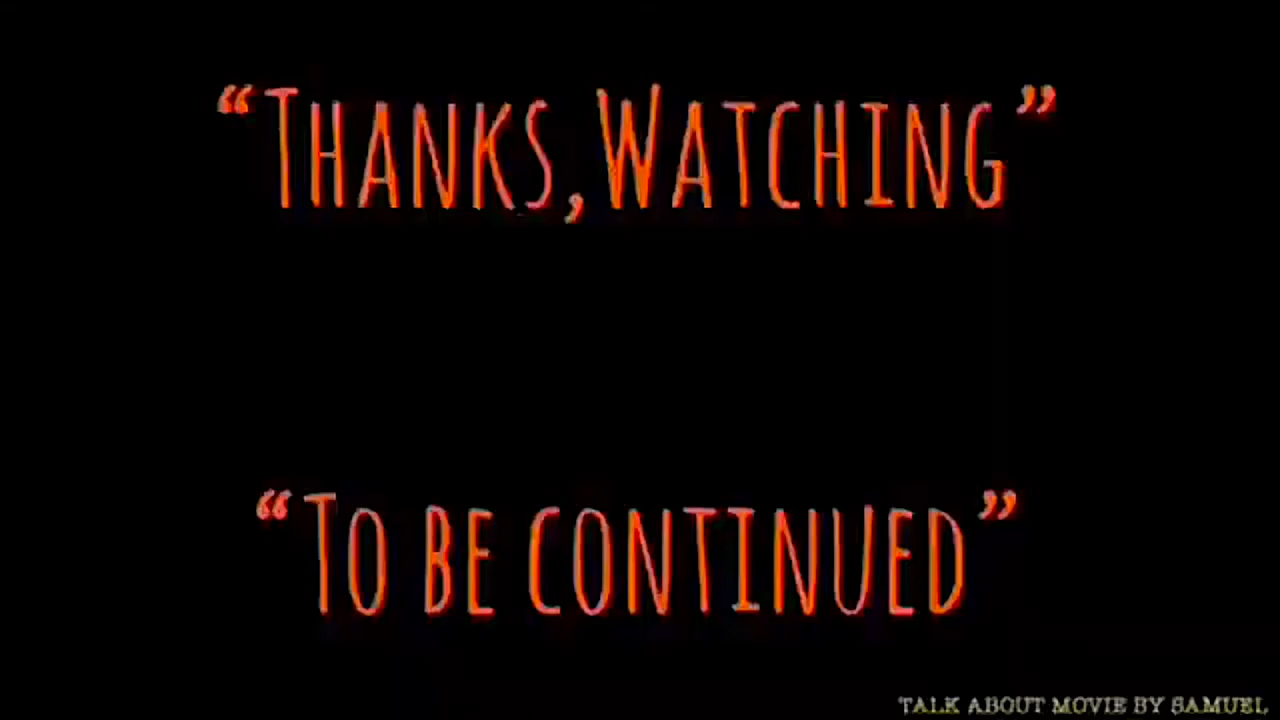 “THANKS,WATCHING”
“TO BE CONTINUED”
TALK ABOUT MOVIE BY SAMUEL